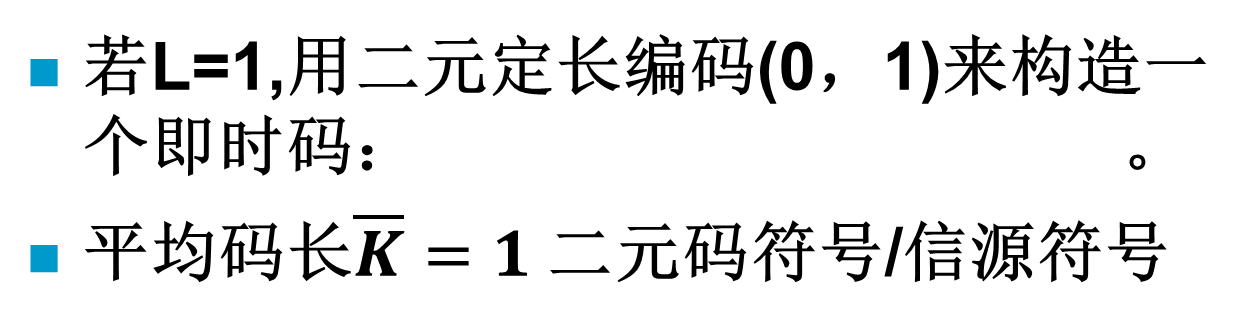 ■ 若L=1,用二元定长编码(0，1)来构造一
个即时码： 。
■ 平均码长K̅ = 1 二元码符号/信源符号